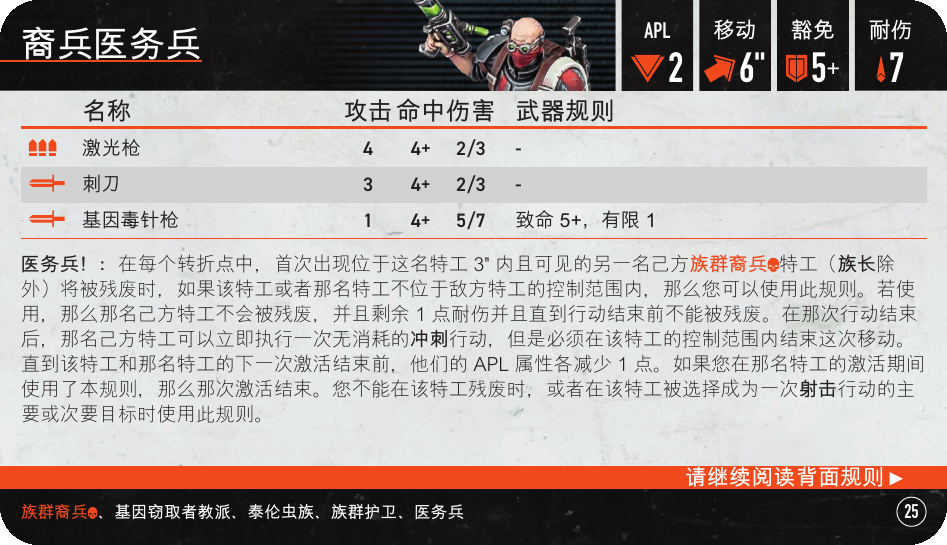 裔兵医务兵
APL 移动 豁免 耐伤
2 6" 5+ 7
名称 攻击 命中 伤害 武器规则
激光枪 4 4+ 2/3 -
刺刀 3 4+ 2/3 -
基因毒针枪 1 4+ 5/7 致命 5+，有限 1
医务兵！：在每个转折点中，首次出现位于这名特工 3" 内且可见的另一名己方族群裔兵特工（族长除
外）将被残废时，如果该特工或者那名特工不位于敌方特工的控制范围内，那么您可以使用此规则。若使
用，那么那名己方特工不会被残废，并且剩余 1 点耐伤并且直到行动结束前不能被残废。在那次行动结束
后，那名己方特工可以立即执行一次无消耗的冲刺行动，但是必须在该特工的控制范围内结束这次移动。
直到该特工和那名特工的下一次激活结束前，他们的 APL 属性各减少 1 点。如果您在那名特工的激活期间
使用了本规则，那么那次激活结束。您不能在该特工残废时，或者在该特工被选择成为一次射击行动的主
要或次要目标时使用此规则。
请继续阅读背面规则 ▶
族群裔兵、基因窃取者教派、泰伦虫族、族群护卫、医务兵
25